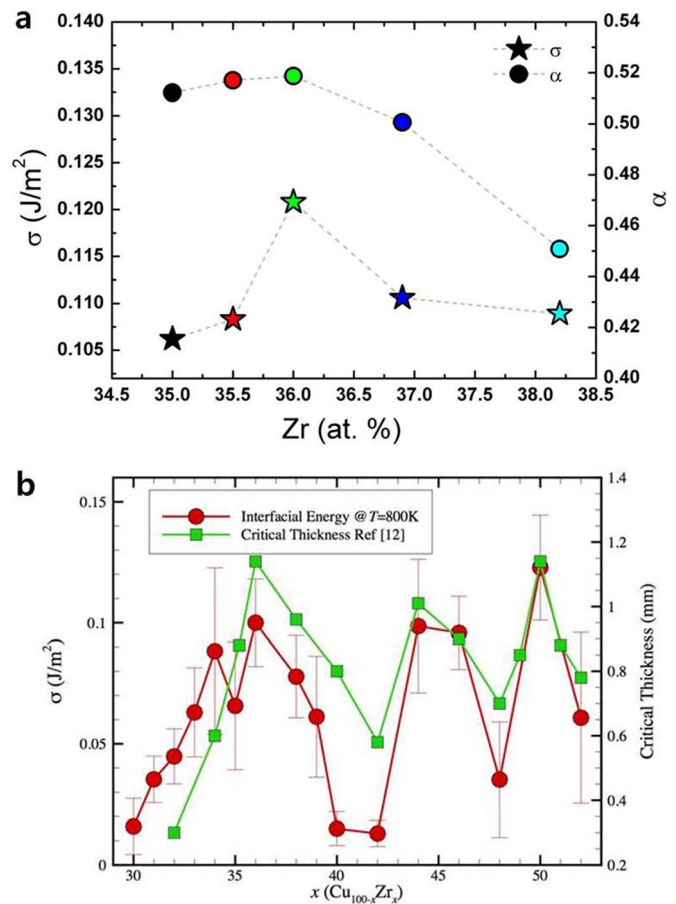 a
0.140
0.135
0.130
0.125
0.120
0.115
0.110
0.105
σ (J/m²)
0.54
0.52
0.50
0.48
0.46
0.44
0.42
0.40
α
σ
α
34.5 35.0 35.5 36.0 36.5 37.0 37.5 38.0 38.5
Zr (at. %)
b
0.15
0.1
0.05
0
σ (J/m²)
Interfacial Energy @T=800K
Critical Thickness Ref [12]
1.4
1.2
1
0.8
0.6
0.4
0.2
Critical Thickness (mm)
30 35 40 45 50
x (Cu₁₀₀₋ₓZrₓ)